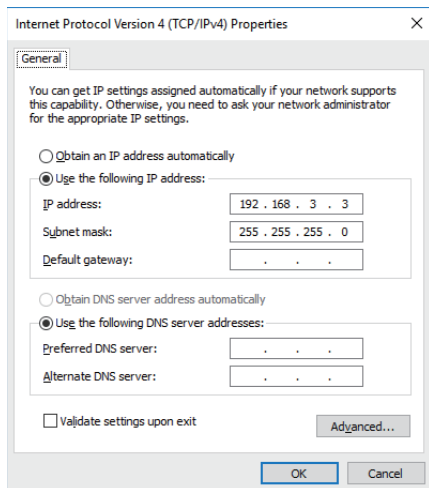 Internet Protocol Version 4 (TCP/IPv4) Properties
General
You can get IP settings assigned automatically if your network supports
this capability. Otherwise, you need to ask your network administrator
for the appropriate IP settings.
Obtain an IP address automatically
Use the following IP address:
IP address: 192 . 168 . 3 . 3
Subnet mask: 255 . 255 . 255 . 0
Default gateway: . . .
Obtain DNS server address automatically
Use the following DNS server addresses:
Preferred DNS server: . . .
Alternate DNS server: . . .
Validate settings upon exit
Advanced...
OK Cancel